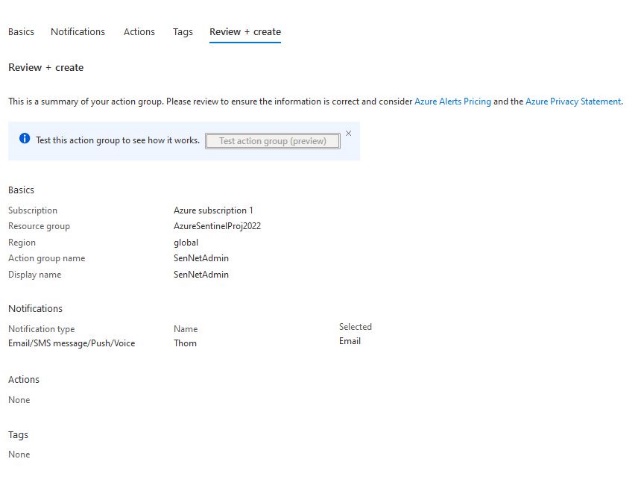 Basics Notifications Actions Tags Review + create
Review + create
This is a summary of your action group. Please review to ensure the information is correct and consider Azure Alerts Pricing and the Azure Privacy Statement.
Test this action group to see how it works. Test action group (preview)
Basics
Subscription Azure subscription 1
Resource group AzureSentinelProj2022
Region global
Action group name SenNetAdmin
Display name SenNetAdmin
Notifications
Notification type Name Selected
Email/SMS message/Push/Voice Thom Email
Actions
None
Tags
None